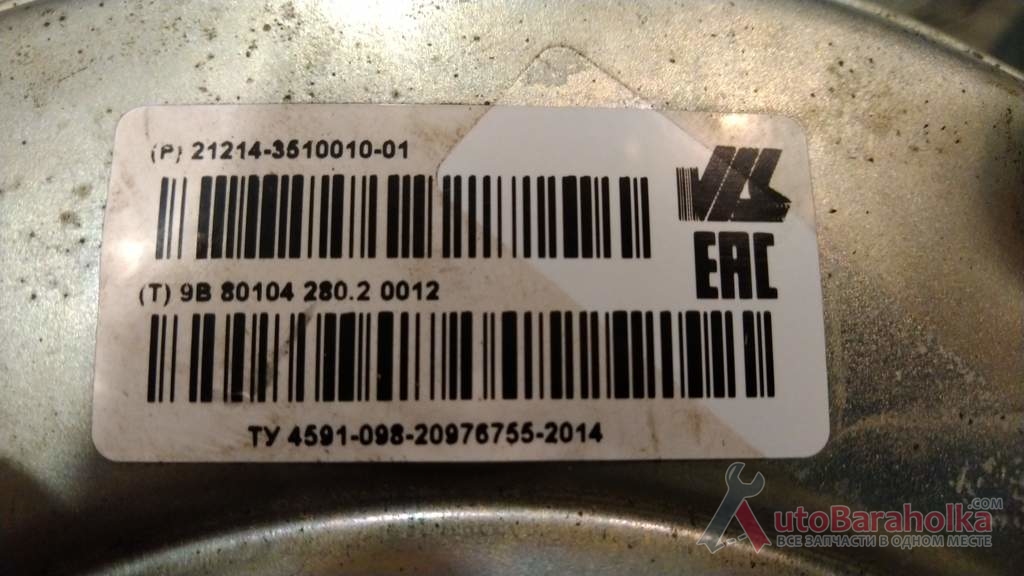 (P) 21214-3510010-01
EAC
(T) 9B 80104 280.2 0012
ТУ 4591-098-20976755-2014
AutoBaraholka.COM
ВСЕ ЗАПЧАСТИ В ОДНОМ МЕСТЕ